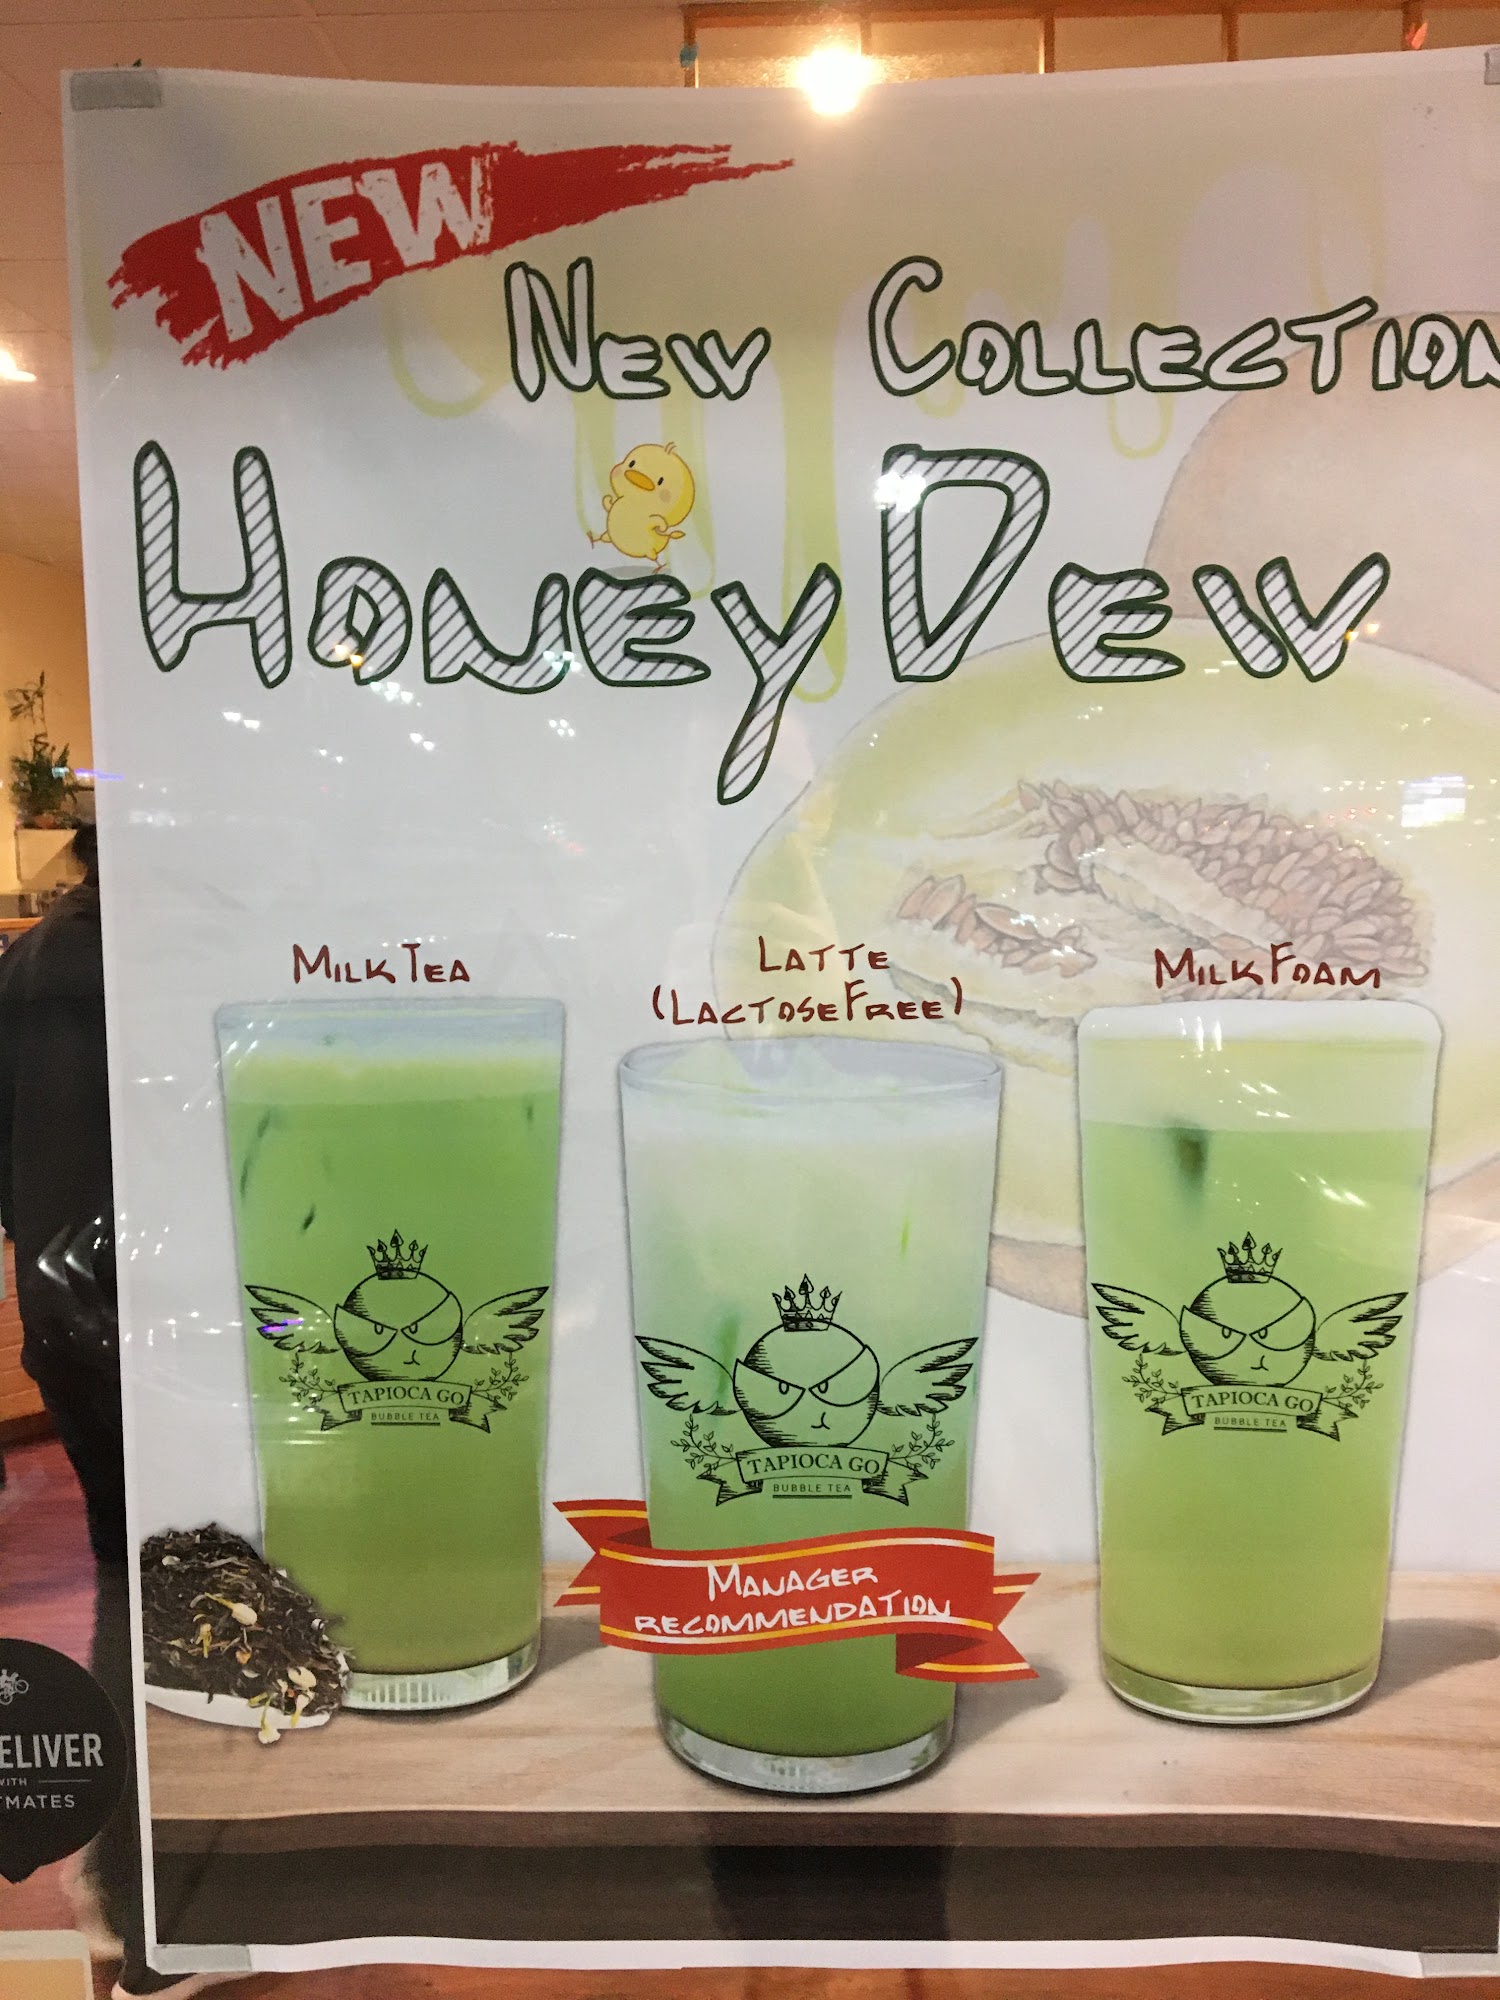 NEW
NEW COLLECTION
HONEYDEW
MILKTEA
LATTE
(LACTOSEFREE)
MILKFOAM
TAPIOCA GO
BUBBLE TEA
TAPIOCA GO
BUBBLE TEA
TAPIOCA GO
BUBBLE TEA
MANAGER
RECOMMENDATION
ELIVER
WITH
TMATES